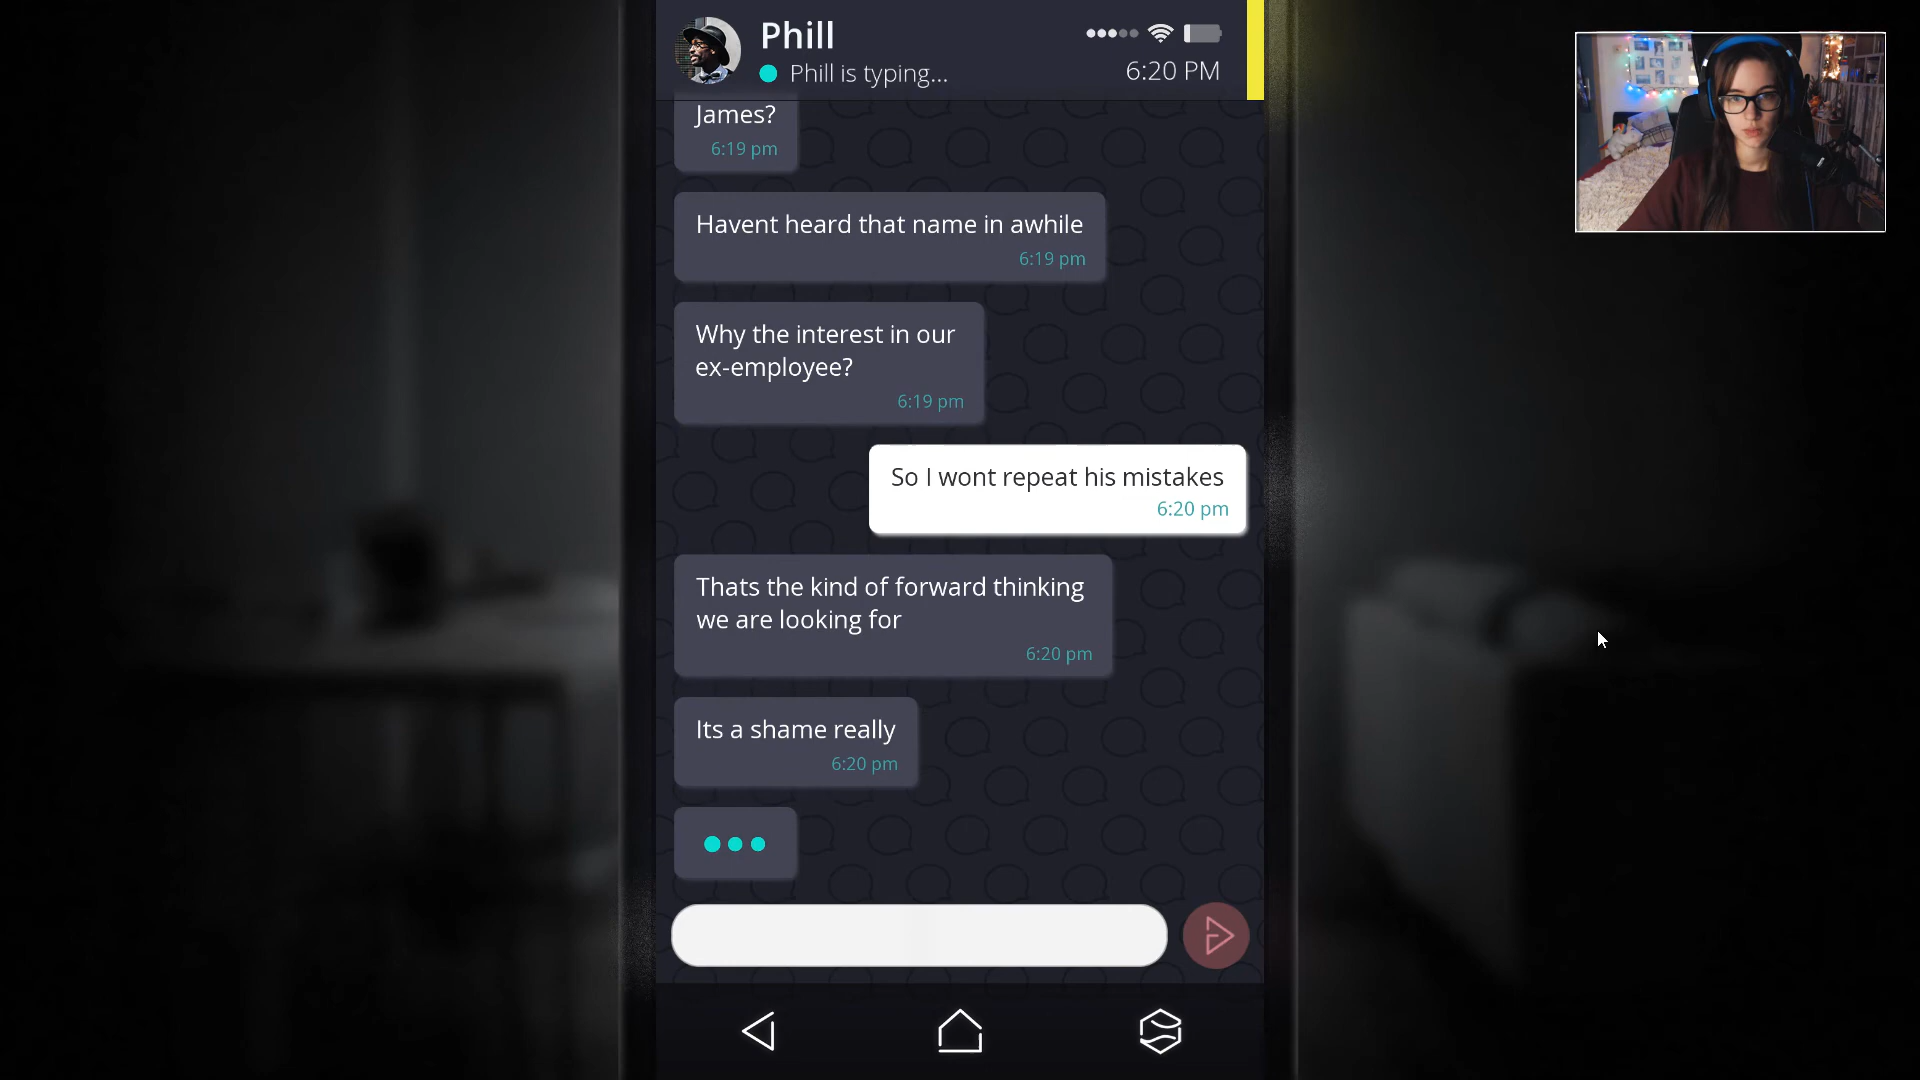 Phill
Phill is typing...
6:20 PM
James?
6:19 pm
Havent heard that name in awhile
6:19 pm
Why the interest in our
ex-employee?
6:19 pm
So I wont repeat his mistakes
6:20 pm
Thats the kind of forward thinking
we are looking for
6:20 pm
Its a shame really
6:20 pm